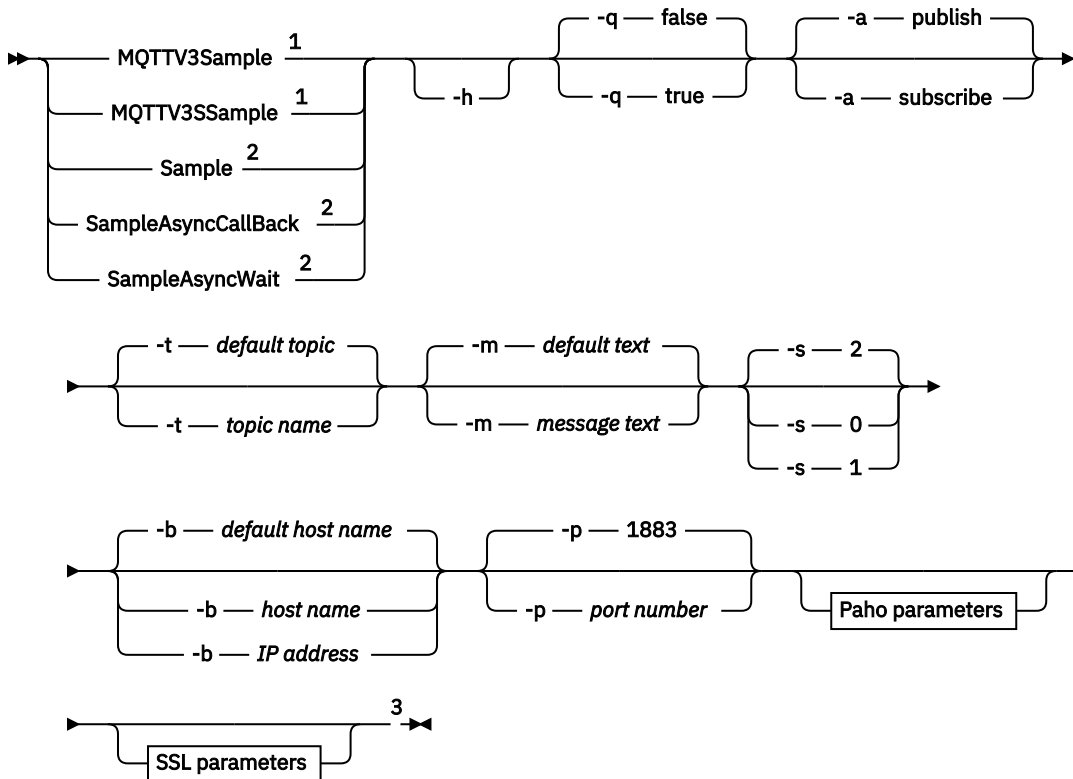 -q false
-a publish
MQTTV3Sample 1
-h
-q true
-a subscribe
MQTTV3SSample 1
Sample 2
SampleAsyncCallBack 2
SampleAsyncWait 2
-t default topic
-m default text
-s 2
-t topic name
-m message text
-s 0
-s 1
-b default host name
-p 1883
-b host name
-p port number
Paho parameters
-b IP address
3
SSL parameters